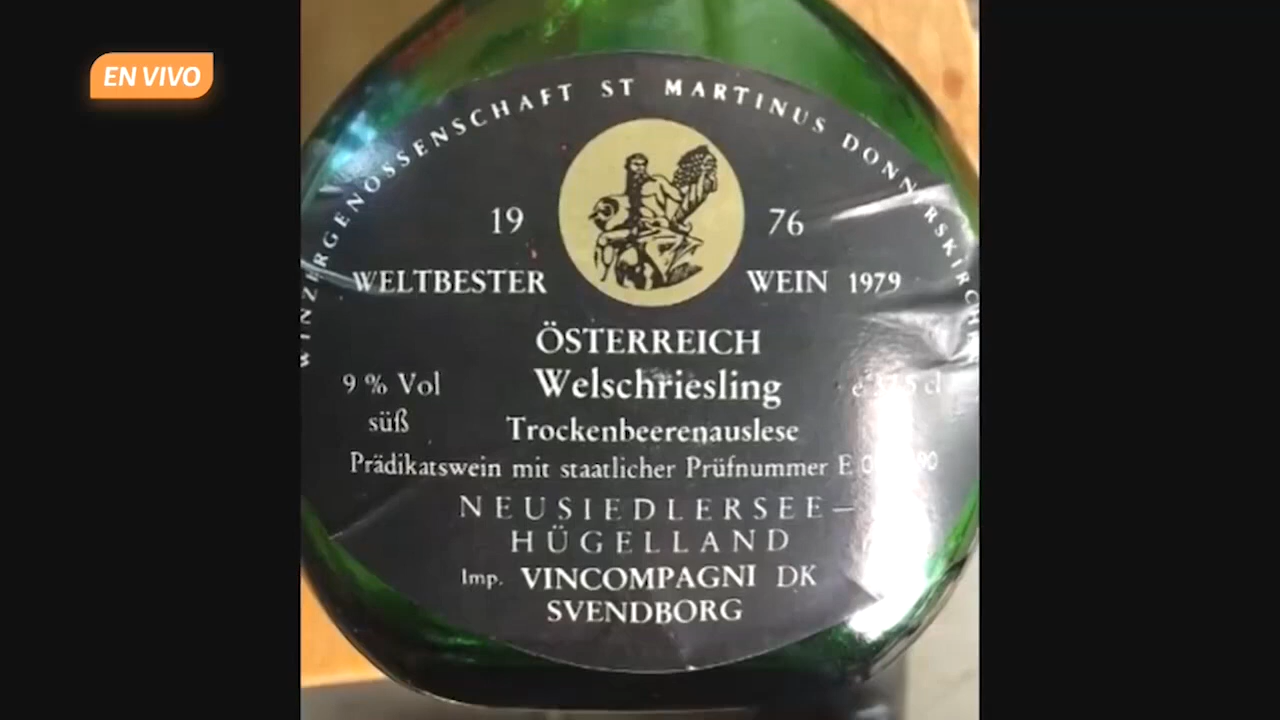 EN VIVO
WINZERGENOSSENSCHAFT ST MARTINUS
19 76
WELTBESTER WEIN 1979
ÖSTERREICH
9 % Vol Welschriesling
süß
Trockenbeerenauslese
Prädikatswein mit staatlicher Prüfnummer E
NEUSIEDLERSEE–
HÜGELLAND
Imp. VINCOMPAGNI DK
SVENDBORG